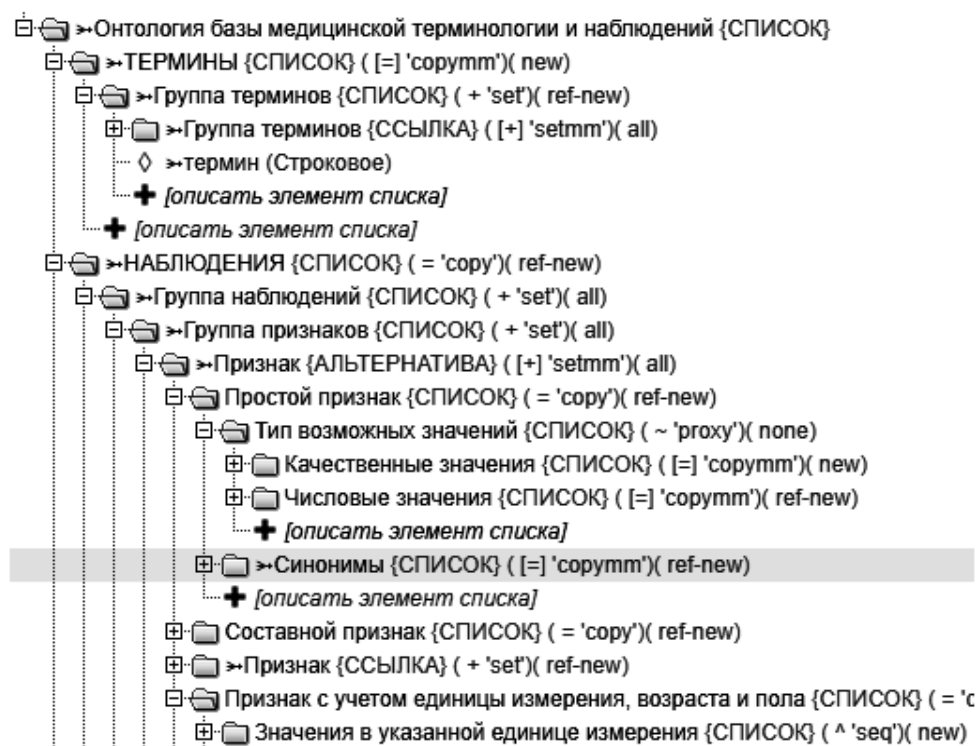 Онтология базы медицинской терминологии и наблюдений {СПИСОК}
ТЕРМИНЫ {СПИСОК} ( [=] 'copymm')( new)
Группа терминов {СПИСОК} ( + 'set')( ref-new)
Группа терминов {ССЫЛКА} ( [+] 'setmm')( all)
термин (Строковое)
[описать элемент списка]
[описать элемент списка]
НАБЛЮДЕНИЯ {СПИСОК} ( = 'copy')( ref-new)
Группа наблюдений {СПИСОК} ( + 'set')( all)
Группа признаков {СПИСОК} ( + 'set')( all)
Признак {АЛЬТЕРНАТИВА} ( [+] 'setmm')( all)
Простой признак {СПИСОК} ( = 'copy')( ref-new)
Тип возможных значений {СПИСОК} ( ~ 'proxy')( none)
Качественные значения {СПИСОК} ( [=] 'copymm')( new)
Числовые значения {СПИСОК} ( [=] 'copymm')( ref-new)
[описать элемент списка]
Синонимы {СПИСОК} ( [=] 'copymm')( ref-new)
[описать элемент списка]
Составной признак {СПИСОК} ( = 'copy')( ref-new)
Признак {ССЫЛКА} ( + 'set')( ref-new)
Признак с учетом единицы измерения, возраста и пола {СПИСОК} ( = 'c
Значения в указанной единице измерения {СПИСОК} ( ^ 'seq')( new)